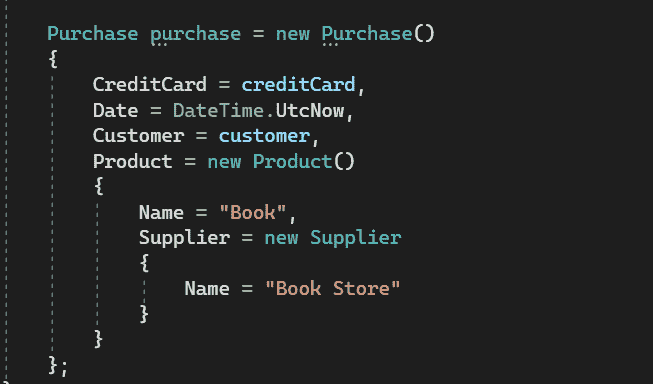 Purchase purchase = new Purchase()
{
CreditCard = creditCard,
Date = DateTime.UtcNow,
Customer = customer,
Product = new Product()
{
Name = "Book",
Supplier = new Supplier
{
Name = "Book Store"
}
}
};